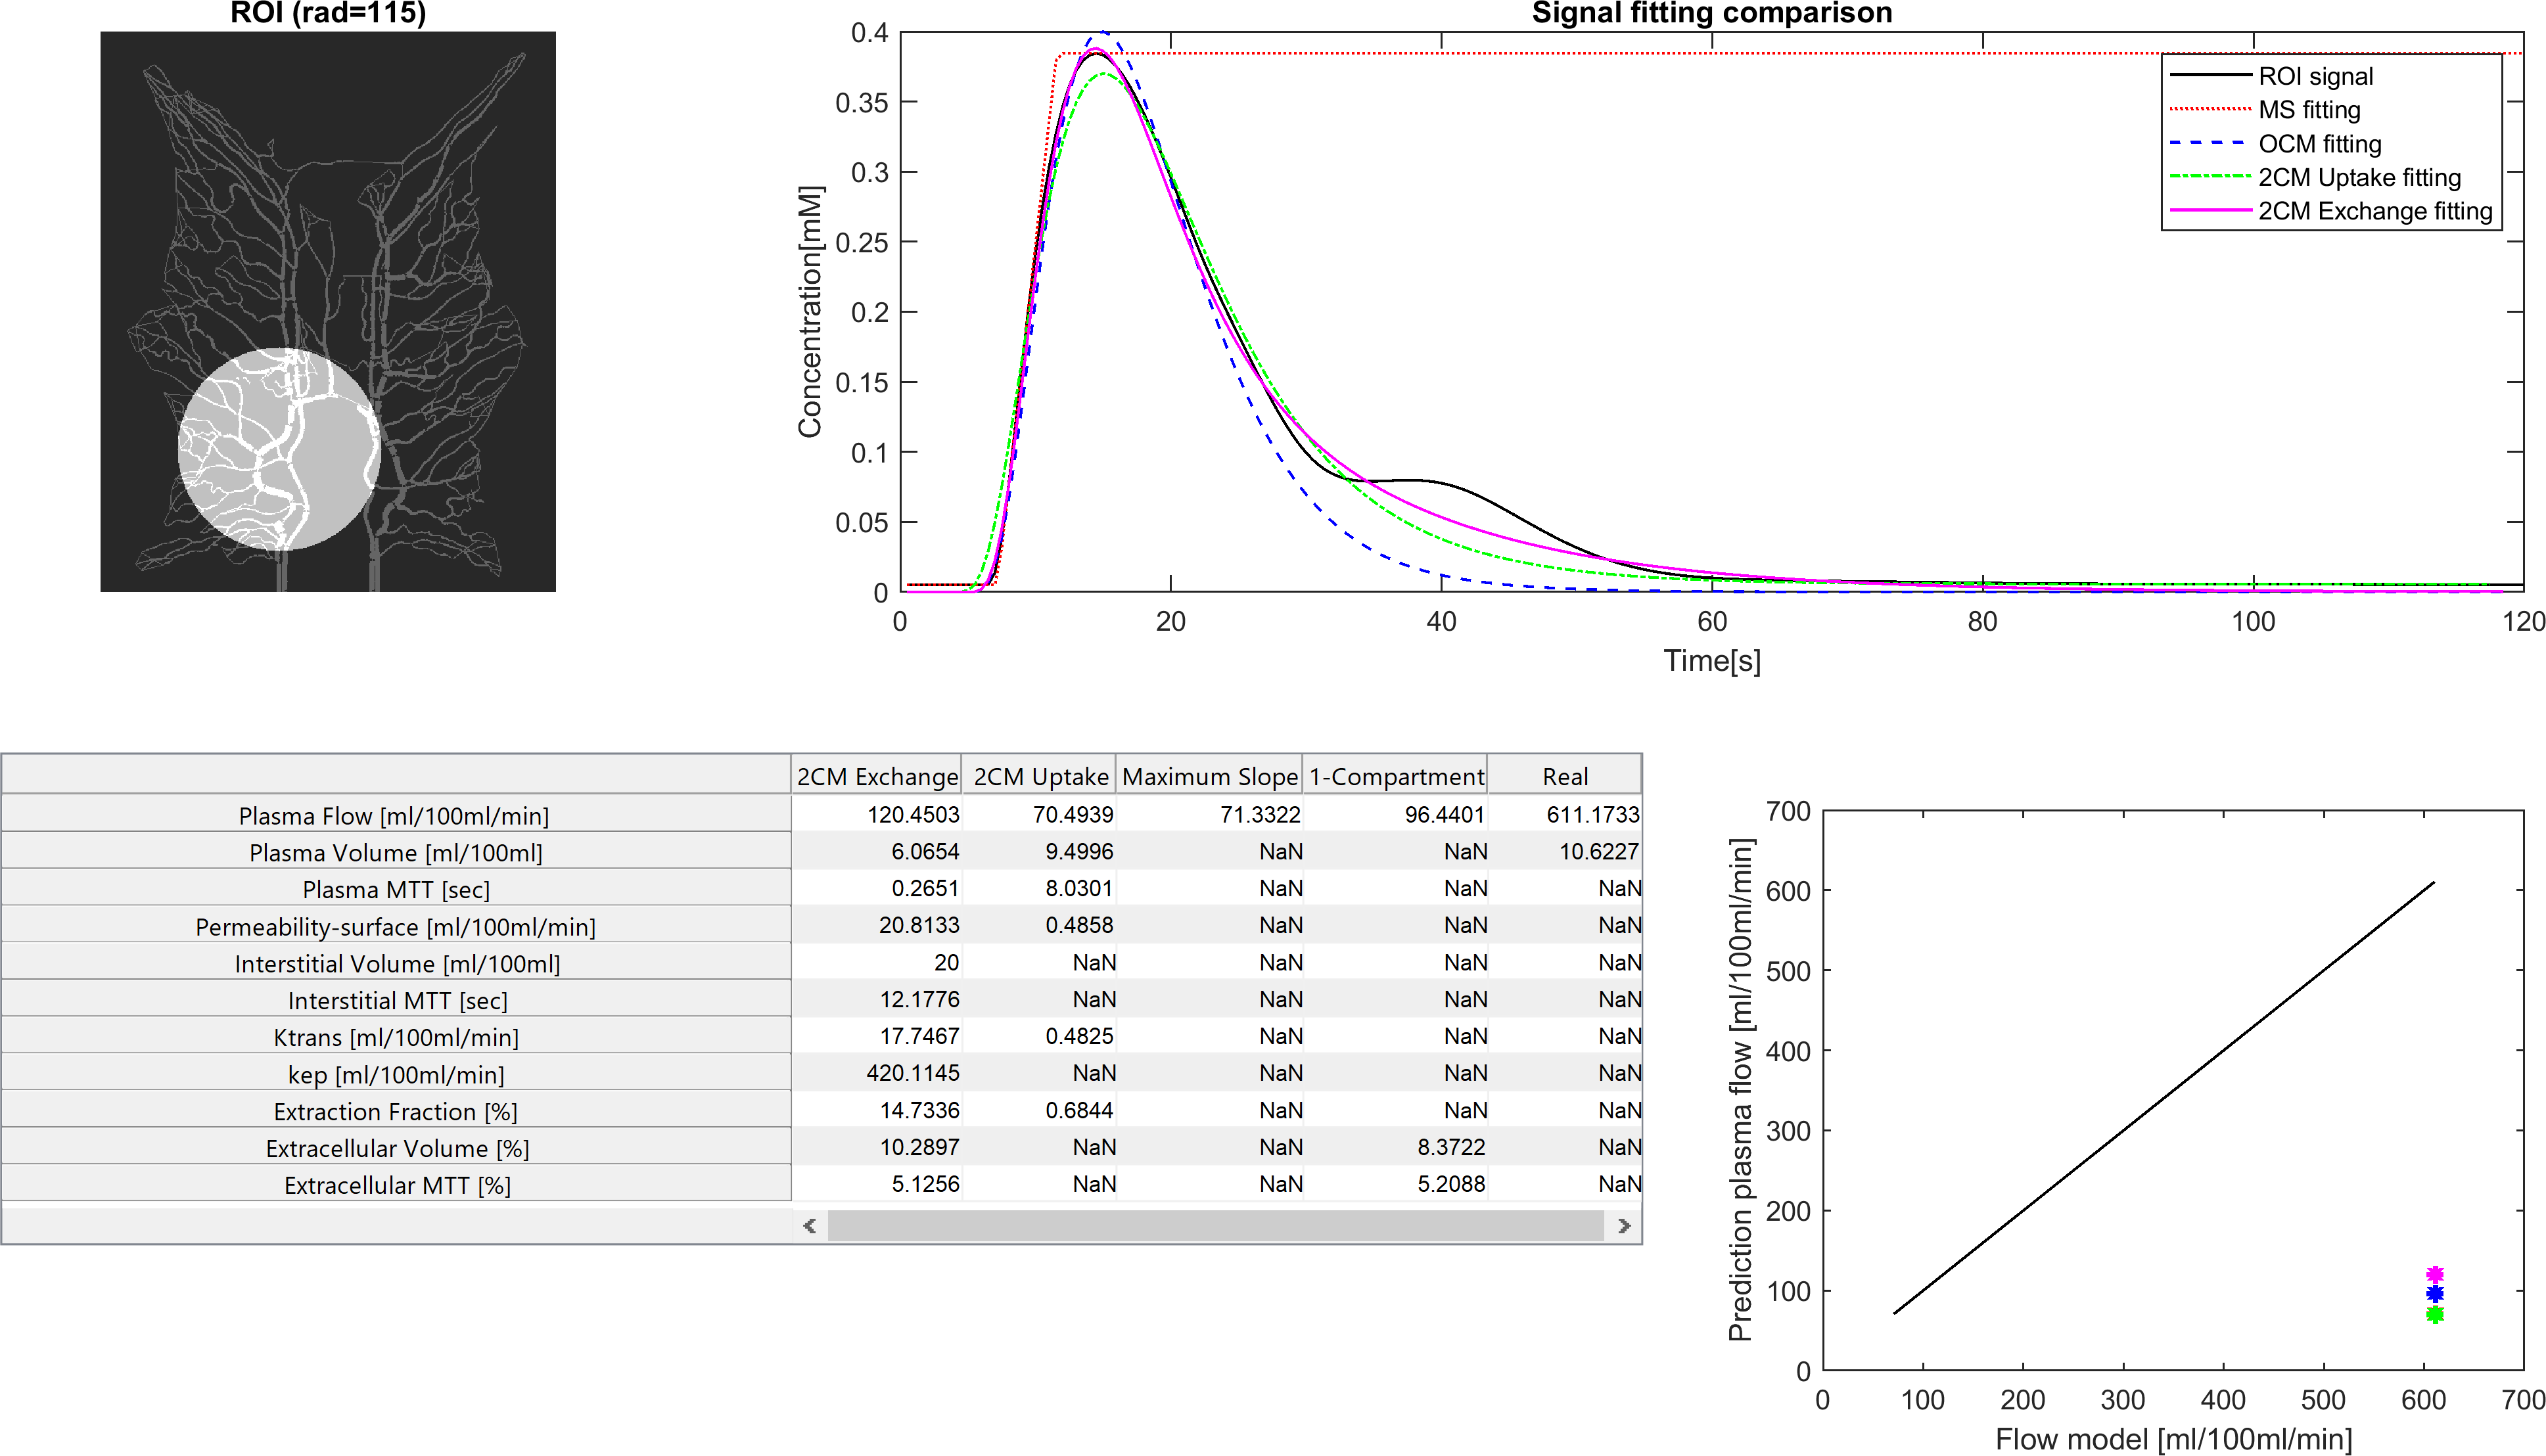 ROI (rad=115)
Signal fitting comparison
Concentration[mM]
0.4
0.35
0.3
0.25
0.2
0.15
0.1
0.05
0
0 20 40 60 80 100 120
Time[s]
ROI signal
MS fitting
OCM fitting
2CM Uptake fitting
2CM Exchange fitting
2CM Exchange 2CM Uptake Maximum Slope 1-Compartment Real
Plasma Flow [ml/100ml/min] 120.4503 70.4939 71.3322 96.4401 611.1733
Plasma Volume [ml/100ml] 6.0654 9.4996 NaN NaN 10.6227
Plasma MTT [sec] 0.2651 8.0301 NaN NaN NaN
Permeability-surface [ml/100ml/min] 20.8133 0.4858 NaN NaN NaN
Interstitial Volume [ml/100ml] 20 NaN NaN NaN NaN
Interstitial MTT [sec] 12.1776 NaN NaN NaN NaN
Ktrans [ml/100ml/min] 17.7467 0.4825 NaN NaN NaN
kep [ml/100ml/min] 420.1145 NaN NaN NaN NaN
Extraction Fraction [%] 14.7336 0.6844 NaN NaN NaN
Extracellular Volume [%] 10.2897 NaN NaN 8.3722 NaN
Extracellular MTT [%] 5.1256 NaN NaN 5.2088 NaN
Prediction plasma flow [ml/100ml/min]
700
600
500
400
300
200
100
0
0 100 200 300 400 500 600 700
Flow model [ml/100ml/min]